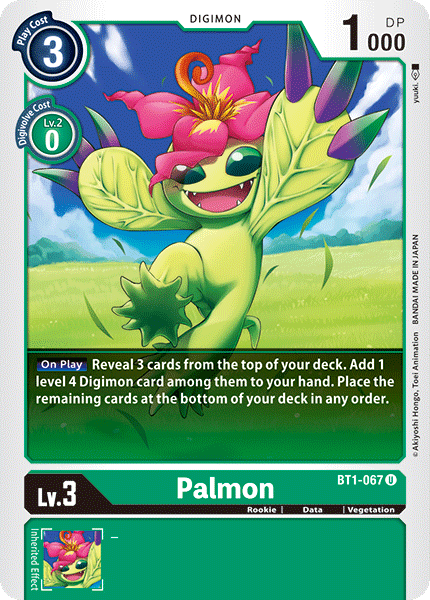 Play Cost
3
DIGIMON
1000
DP
Digivolve Cost
Lv.2
0
yuuki.
© Akiyoshi Hongo, Toei Animation BANDAI MADE IN JAPAN
On Play Reveal 3 cards from the top of your deck. Add 1
level 4 Digimon card among them to your hand. Place the
remaining cards at the bottom of your deck in any order.
Lv.3
Palmon
BT1-067 U
Rookie | Data | Vegetation
Inherited Effect
–